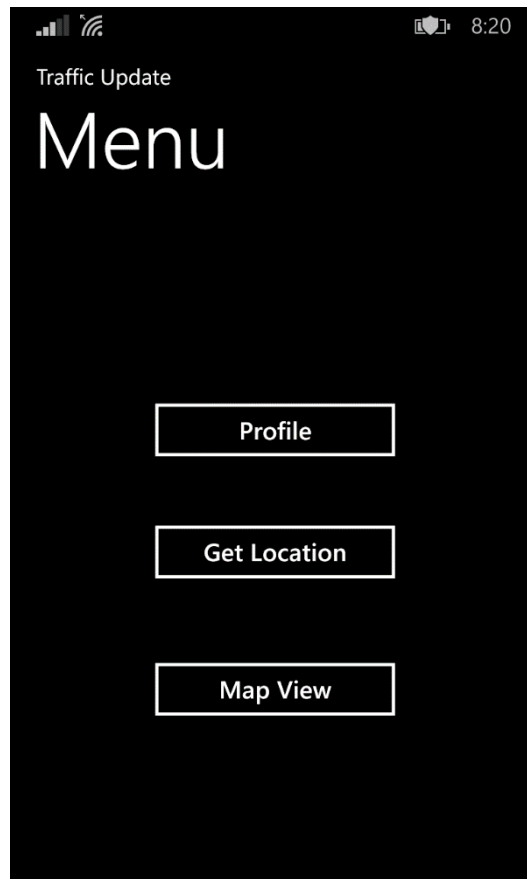 8:20
Traffic Update
Menu
Profile
Get Location
Map View